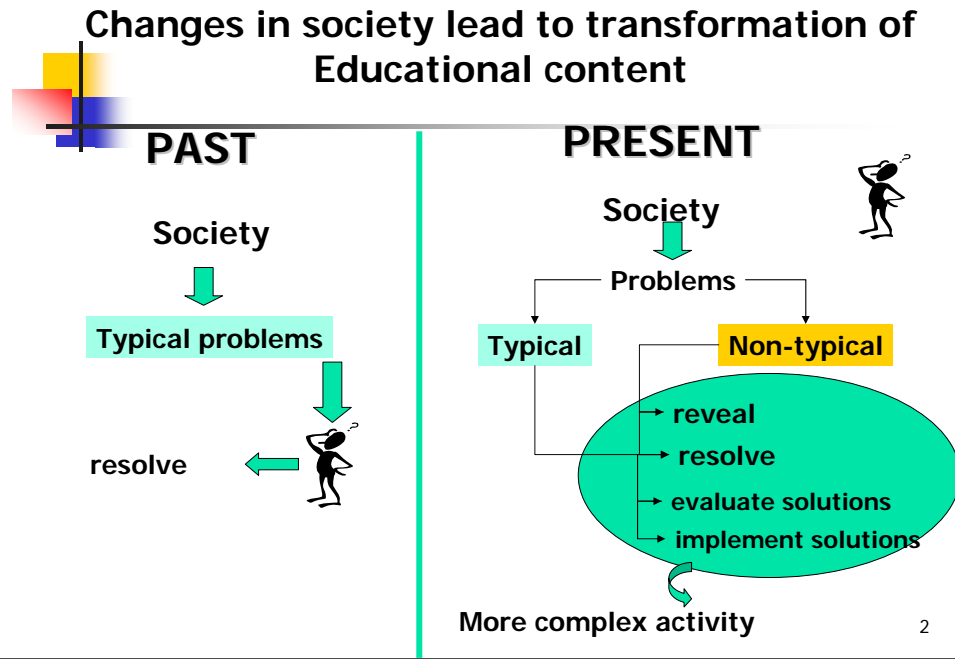 Changes in society lead to transformation of
Educational content
PAST
Society
Typical problems
?
resolve
PRESENT
?
Society
Problems
Typical
Non-typical
reveal
resolve
evaluate solutions
implement solutions
More complex activity
2